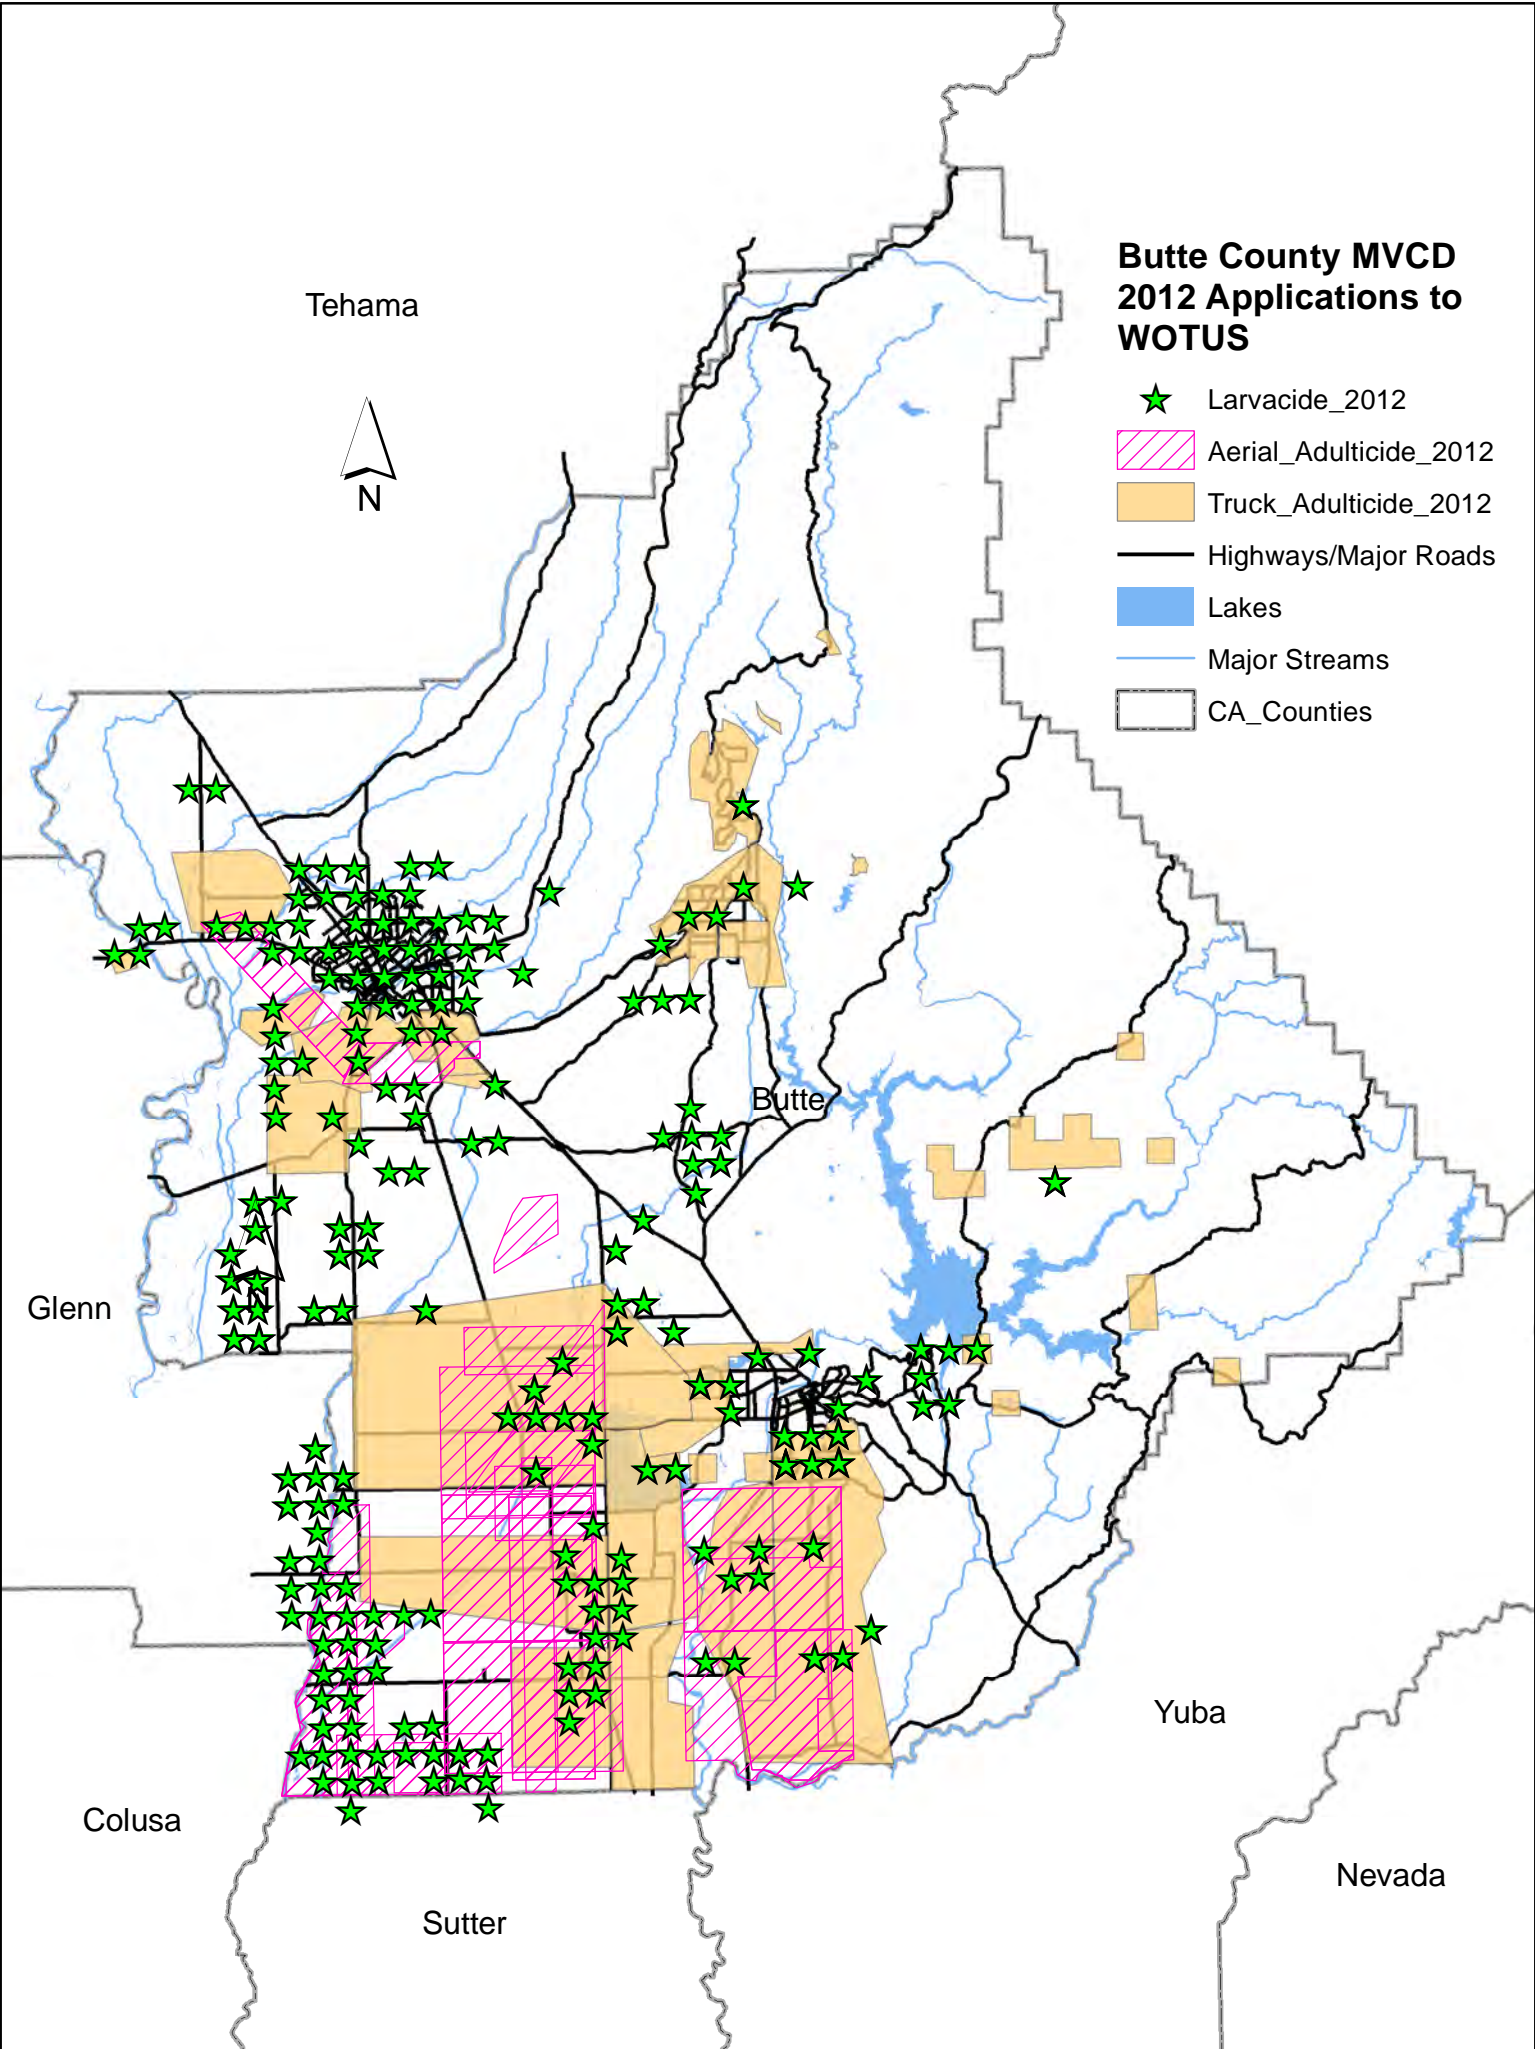 Butte County MVCD
2012 Applications to
WOTUS
Tehama
Larvacide_2012
Aerial_Adulticide_2012
N
Truck_Adulticide_2012
Highways/Major Roads
Lakes
Major Streams
CA_Counties
Butte
Glenn
N
Yuba
Colusa
Nevada
Sutter